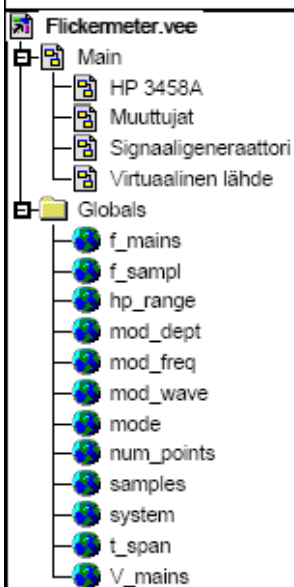 Flickermeter.vee
Main
HP 3458A
Muuttujat
Signaaligeneraattori
Virtuaalinen lähde
Globals
f_mains
f_sampl
hp_range
mod_dept
mod_freq
mod_wave
mode
num_points
samples
system
t_span
V_mains